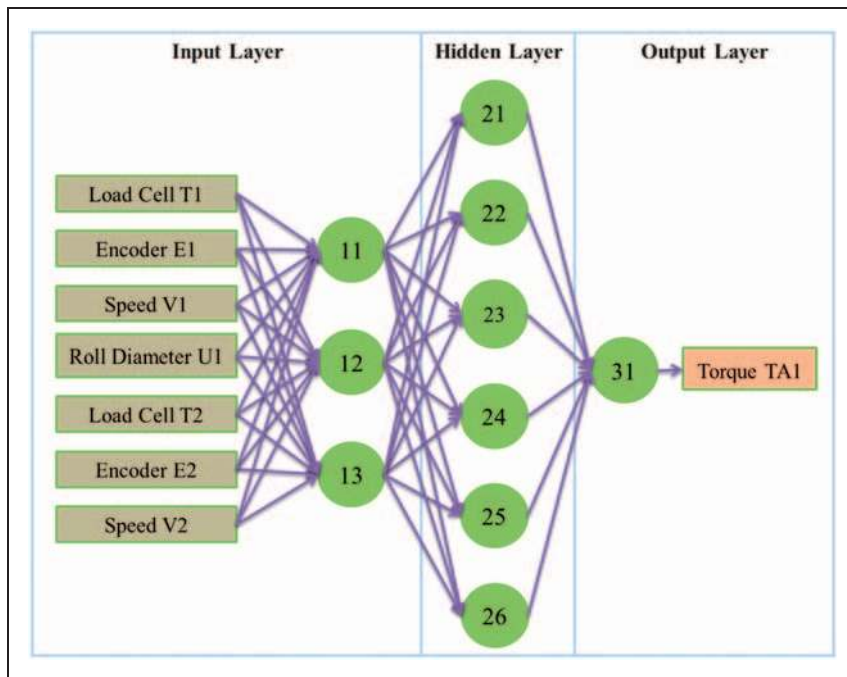 Input Layer
Hidden Layer
Output Layer
Load Cell T1
Encoder E1
Speed V1
Roll Diameter U1
Load Cell T2
Encoder E2
Speed V2
11
12
13
21
22
23
24
25
26
31
Torque TA1